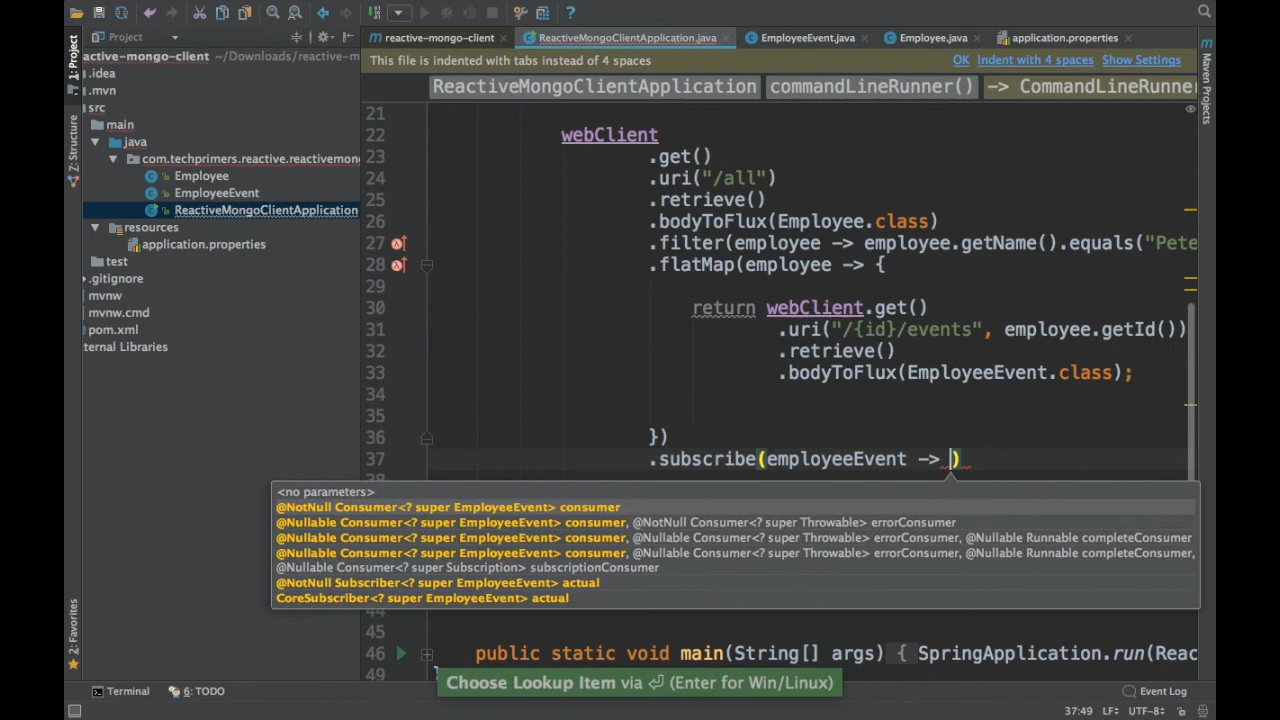 reactive-mongo-client
ReactiveMongoClientApplication.java
EmployeeEvent.java
Employee.java
application.properties
Project
This file is indented with tabs instead of 4 spaces
OK
Indent with 4 spaces
Show Settings
ReactiveMongoClientApplication
commandLineRunner()
-> CommandLineRunner
1: Project
Z: Structure
2: Favorites
Maven Projects
active-mongo-client ~/Downloads/reactive-m
.idea
.mvn
src
main
java
com.techprimers.reactive.reactivemon
Employee
EmployeeEvent
ReactiveMongoClientApplication
resources
application.properties
test
.gitignore
mvnw
mvnw.cmd
pom.xml
ternal Libraries
21
22 webClient
23 .get()
24 .uri("/all")
25 .retrieve()
26 .bodyToFlux(Employee.class)
27 .filter(employee -> employee.getName().equals("Pete
28 .flatMap(employee -> {
29
30 return webClient.get()
31 .uri("/{id}/events", employee.getId())
32 .retrieve()
33 .bodyToFlux(EmployeeEvent.class);
34
35
36 })
37 .subscribe(employeeEvent -> )
<no parameters>
@NotNull Consumer<? super EmployeeEvent> consumer
@Nullable Consumer<? super EmployeeEvent> consumer, @NotNull Consumer<? super Throwable> errorConsumer
@Nullable Consumer<? super EmployeeEvent> consumer, @Nullable Consumer<? super Throwable> errorConsumer, @Nullable Runnable completeConsumer
@Nullable Consumer<? super EmployeeEvent> consumer, @Nullable Consumer<? super Throwable> errorConsumer, @Nullable Runnable completeConsumer,
@Nullable Consumer<? super Subscription> subscriptionConsumer
@NotNull Subscriber<? super EmployeeEvent> actual
CoreSubscriber<? super EmployeeEvent> actual
45
46 public static void main(String[] args) { SpringApplication.run(Reac
49
Choose Lookup Item via ⏎ (Enter for Win/Linux)
Terminal
6: TODO
Event Log
37:49 LF UTF-8